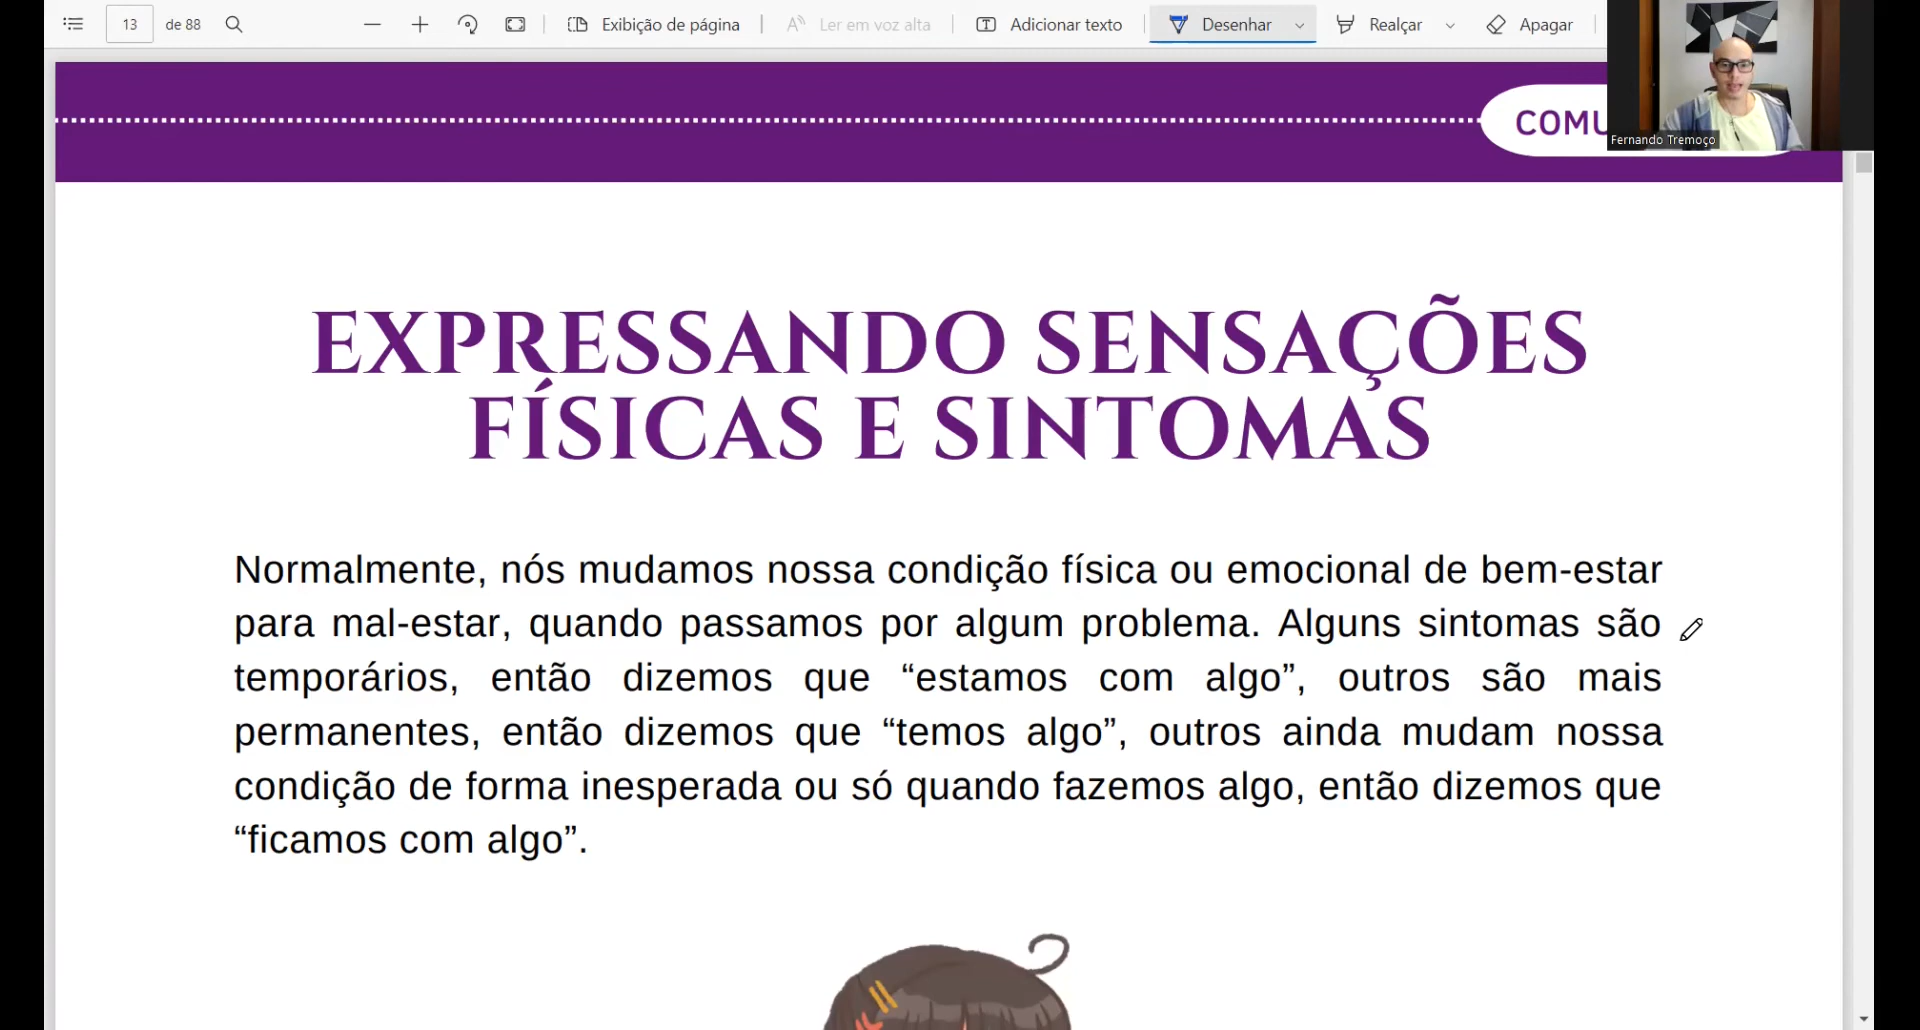 13 de 88 Exibição de página Ler em voz alta Adicionar texto Desenhar Realçar Apagar
Fernando Tremoço
EXPRESSANDO SENSAÇÕES
FÍSICAS E SINTOMAS
Normalmente, nós mudamos nossa condição física ou emocional de bem-estar
para mal-estar, quando passamos por algum problema. Alguns sintomas são
temporários, então dizemos que “estamos com algo”, outros são mais
permanentes, então dizemos que “temos algo”, outros ainda mudam nossa
condição de forma inesperada ou só quando fazemos algo, então dizemos que
“ficamos com algo”.